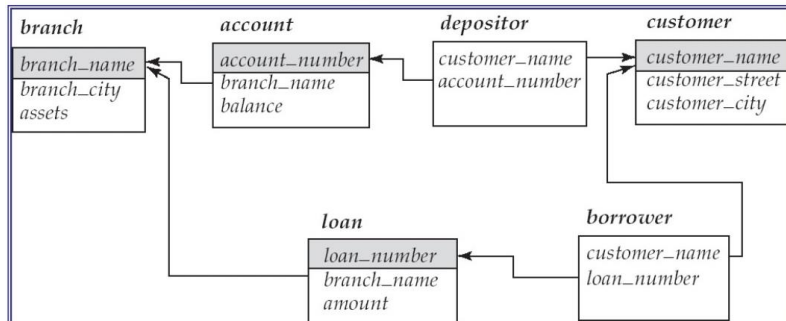 branch
branch_name
branch_city
assets
account
account_number
branch_name
balance
depositor
customer_name
account_number
customer
customer_name
customer_street
customer_city
loan
loan_number
branch_name
amount
borrower
customer_name
loan_number